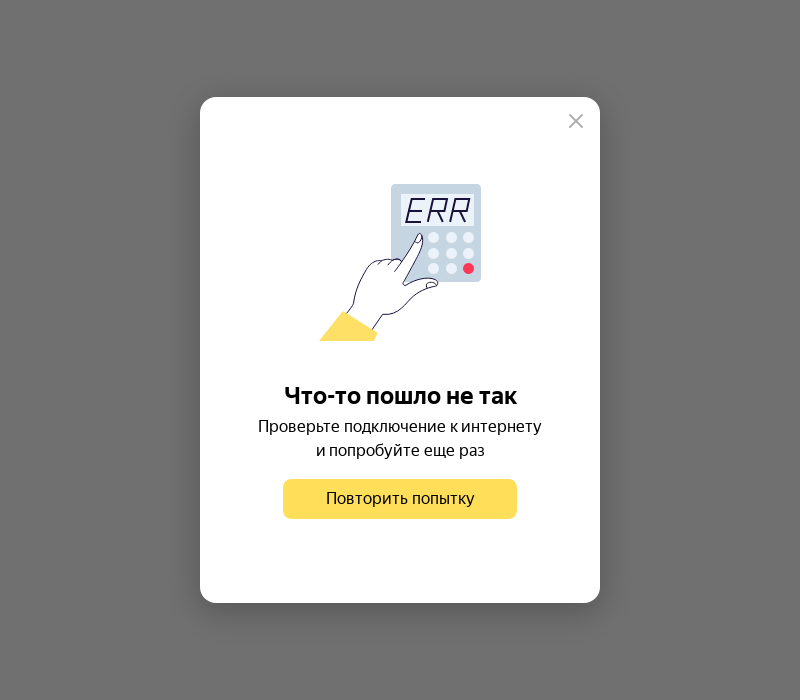 ERR
Что-то пошло не так
Проверьте подключение к интернету
и попробуйте еще раз
Повторить попытку